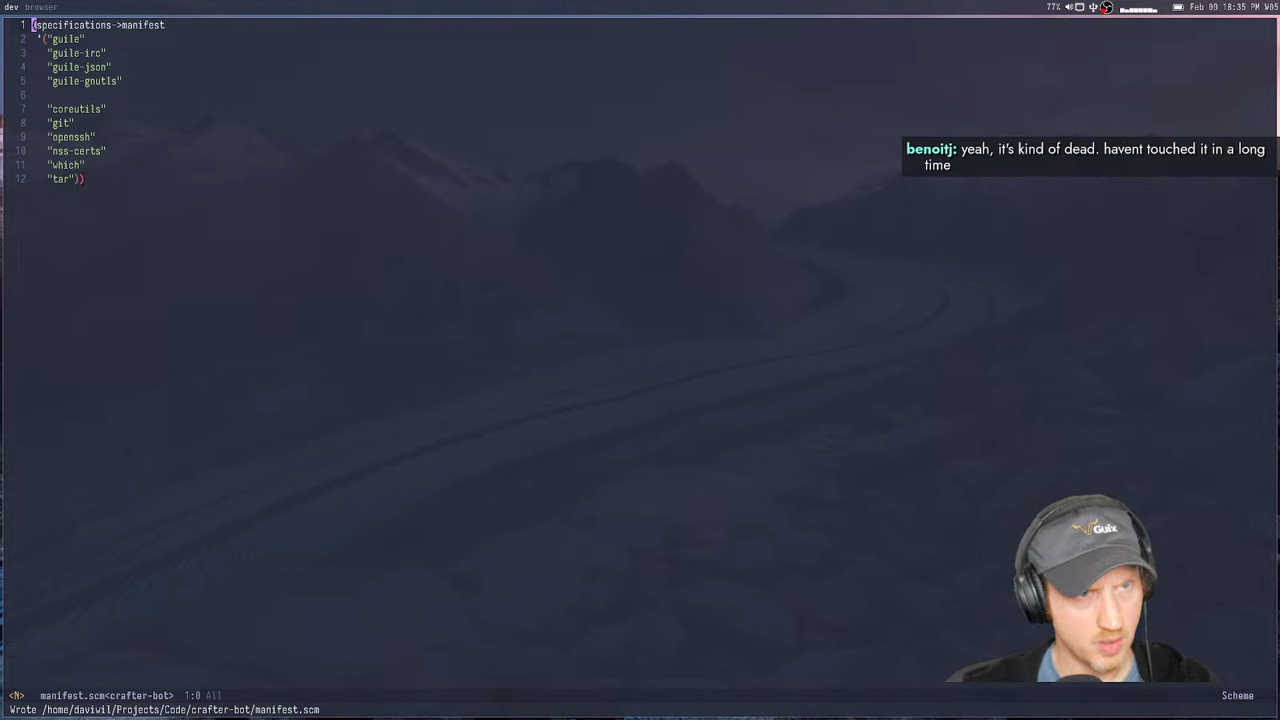 dev browser
77% Feb 09 18:35 PM W05
1 (specifications->manifest
2 '("guile"
3 "guile-irc"
4 "guile-json"
5 "guile-gnutls"
6
7 "coreutils"
8 "git"
9 "openssh"
10 "nss-certs"
11 "which"
12 "tar"))
benoitj: yeah, it's kind of dead. havent touched it in a long
time
Guix
<N> manifest.scm<crafter-bot> 1:0 All Scheme
Wrote /home/daviwil/Projects/Code/crafter-bot/manifest.scm